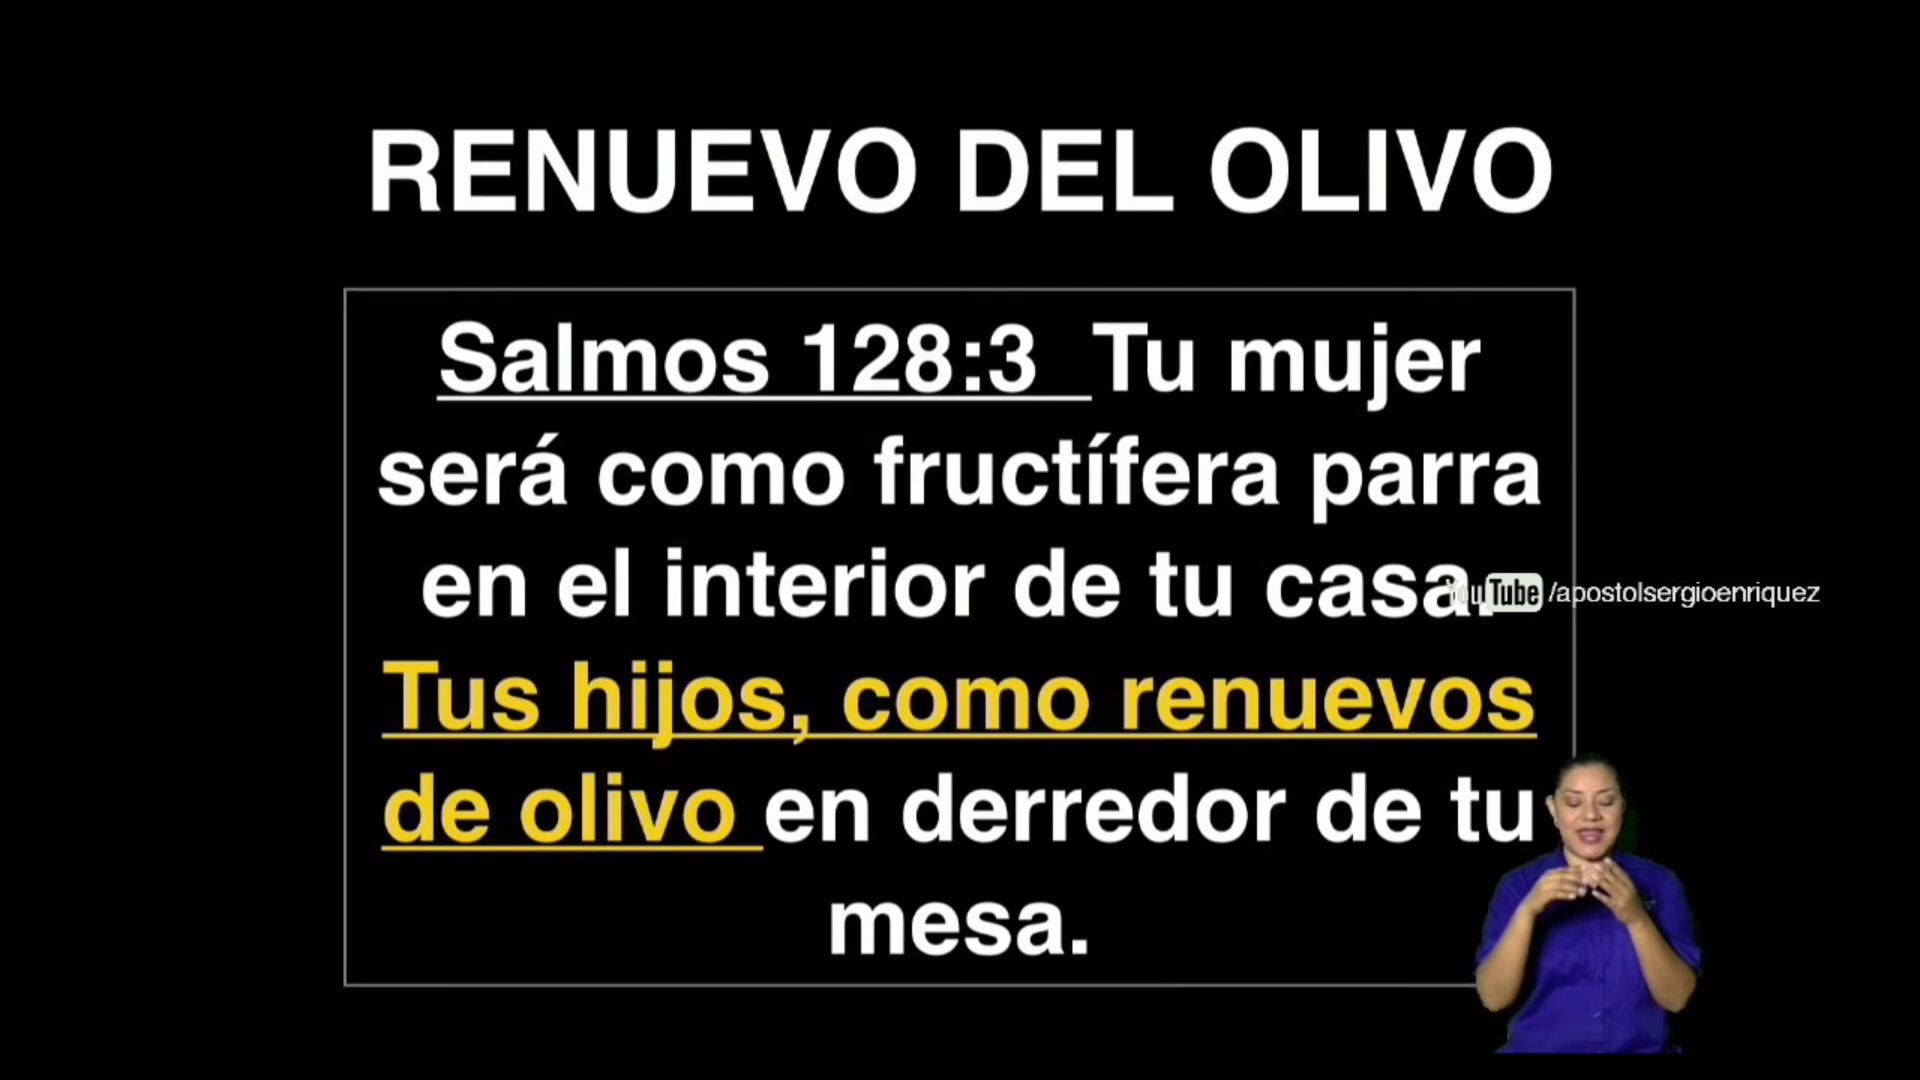 RENUEVO DEL OLIVO
Salmos 128:3 Tu mujer
será como fructífera parra
en el interior de tu casa.
YouTube /apostolsergioenriquez
Tus hijos, como renuevos
de olivo en derredor de tu
mesa.